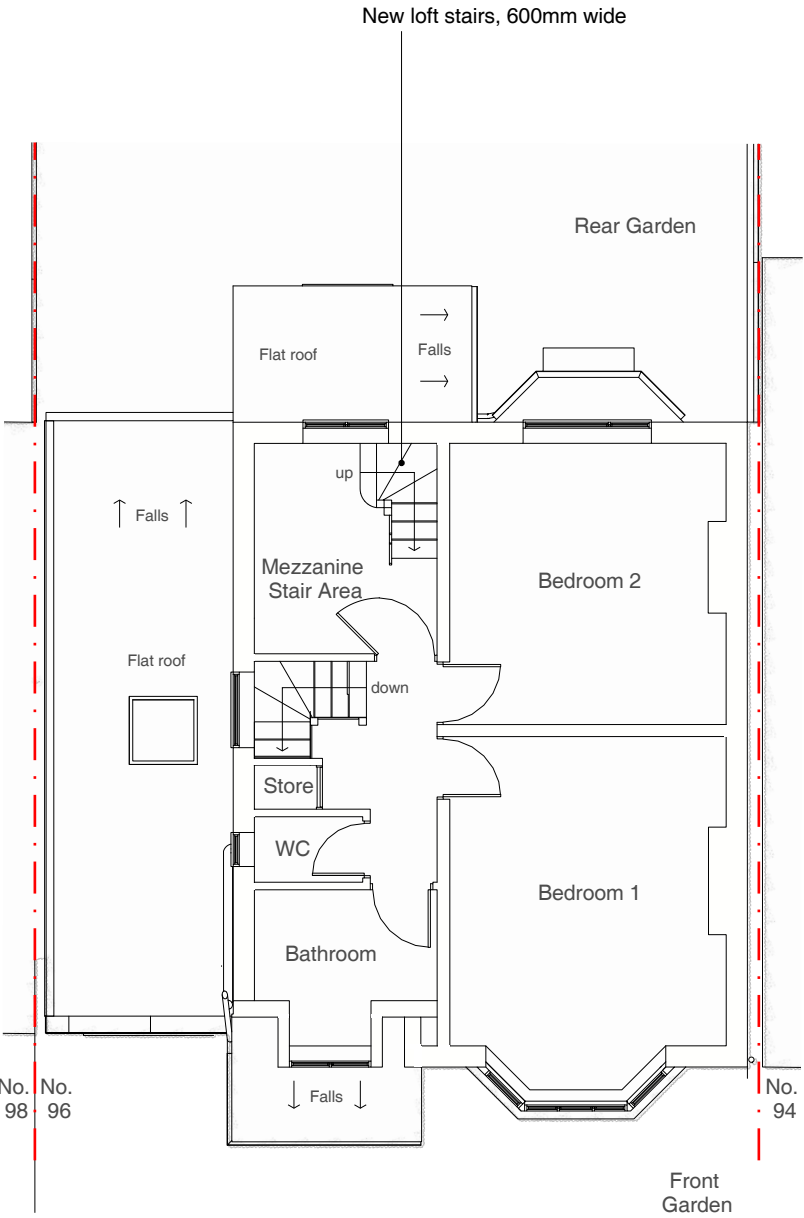 New loft stairs, 600mm wide
Rear Garden
Flat roof
Falls
up
Falls
Mezzanine
Stair Area
Bedroom 2
Flat roof
down
Store
WC
Bedroom 1
Bathroom
Falls
No.
98
No.
96
No.
94
Front
Garden